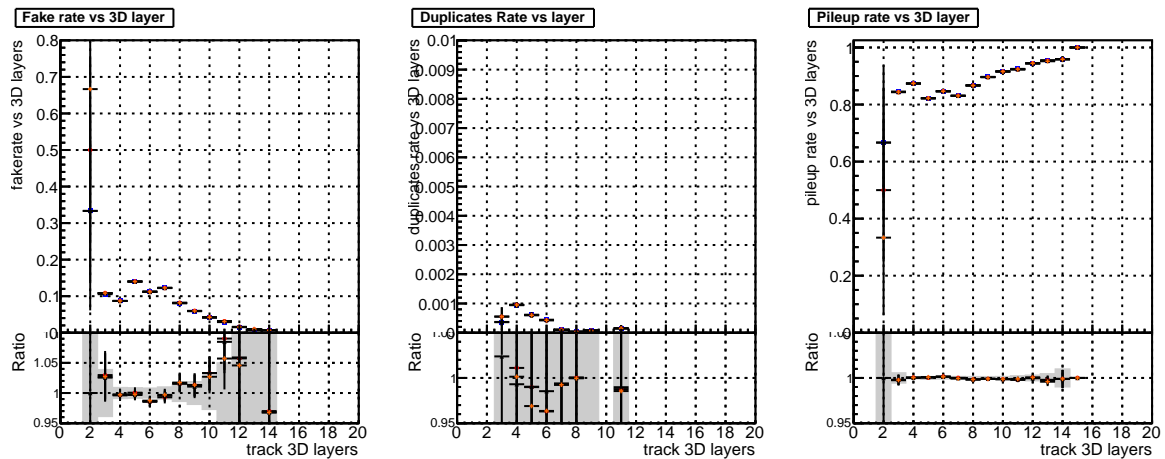 Fake rate vs 3D layer
fakerate vs 3D layers
0.8
0.7
0.6
0.5
0.4
0.3
0.2
0.1
0
Ratio
1.05
1
0.95
0 2 4 6 8 10 12 14 16 18 20
track 3D layers
Duplicates Rate vs layer
duplicates rate vs 3D layers
0.01
0.009
0.008
0.007
0.006
0.005
0.004
0.003
0.002
0.001
0
Ratio
1
0.95
0 2 4 6 8 10 12 14 16 18 20
track 3D layers
Pileup rate vs 3D layer
pileup rate vs 3D layers
1
0.8
0.6
0.4
0.2
0
Ratio
1
0.95
0 2 4 6 8 10 12 14 16 18 20
track 3D layers